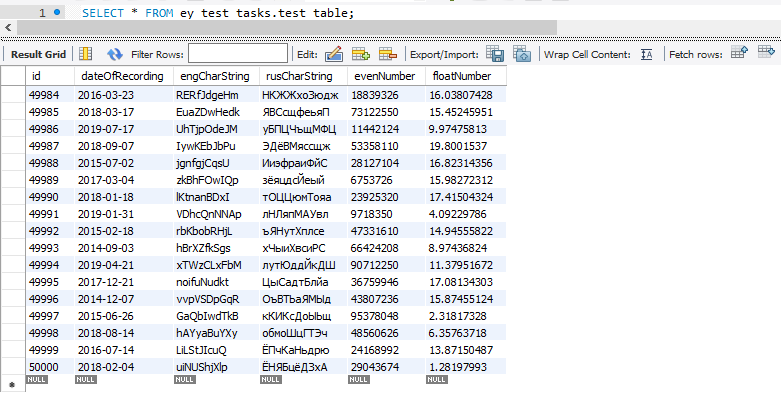 1 SELECT * FROM ey_test_tasks.test_table;
Result Grid Filter Rows: Edit: Export/Import: Wrap Cell Content: Fetch rows:
id dateOfRecording engCharString rusCharString evenNumber floatNumber
49984 2016-03-23 RERfJdgeHm НКЖЖхоЗюдж 18839326 16.03807428
49985 2018-03-17 EuaZDwHedk ЯВСсщфеьяП 73122550 15.45245951
49986 2019-07-17 UhTjpOdeJM уБПЦЧъщМФЦ 11442124 9.97475813
49987 2018-09-07 IywKEbJbPu ЭДёВМяссщж 53358110 19.8001537
49988 2015-07-02 jgnfgjCqsU ИиэфраиФйС 28127104 16.82314356
49989 2017-03-04 zkBhFOwIQp зёяцдсЙеый 6753726 15.98272312
49990 2018-01-18 lKtnanBDxI тОЦЦюмТояа 23925320 17.41504324
49991 2019-01-31 VDhcQnNNAp лНЛяпМАУвл 9718350 4.09229786
49992 2015-02-18 rbKbobRHjL ъЯНутХплсе 47331610 14.94555822
49993 2014-09-03 hBrXZfkSgs хЧыиХвсиРС 66424208 8.97436824
49994 2019-04-21 xTWzCLxFbM лутЮддЙкДШ 90712250 11.37951672
49995 2017-12-21 noifuNudkt ЦыСадтБлйа 36759946 17.08134303
49996 2014-12-07 vvpVSDpGqR ОъВТЬаЯМЫд 43807236 15.87455124
49997 2015-06-26 GaQbIwdTkB кКИКсДоЫЬщ 95378048 2.31817328
49998 2018-08-14 hAYyaBuYXy обмоШцГТЭч 48560626 6.35763718
49999 2016-07-14 LiLStJIcuQ ЁПчКаНьдрю 24168992 13.87150487
50000 2018-02-04 uiNUShjXlp ЁНЯБцёДЗхА 29043674 1.28197993
NULL NULL NULL NULL NULL NULL